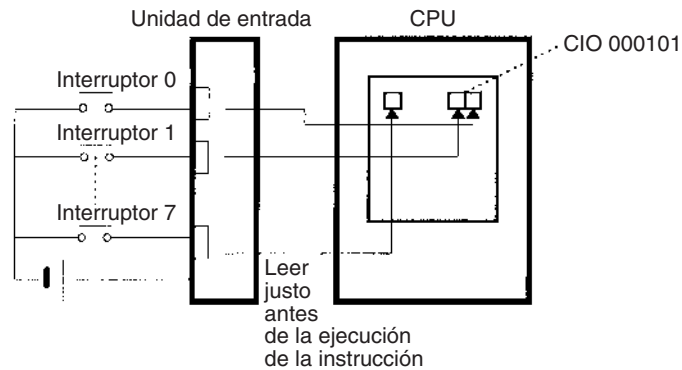 Unidad de entrada
CPU
CIO 000101
Interruptor 0
Interruptor 1
Interruptor 7
Leer
justo
antes
de la ejecución
de la instrucción